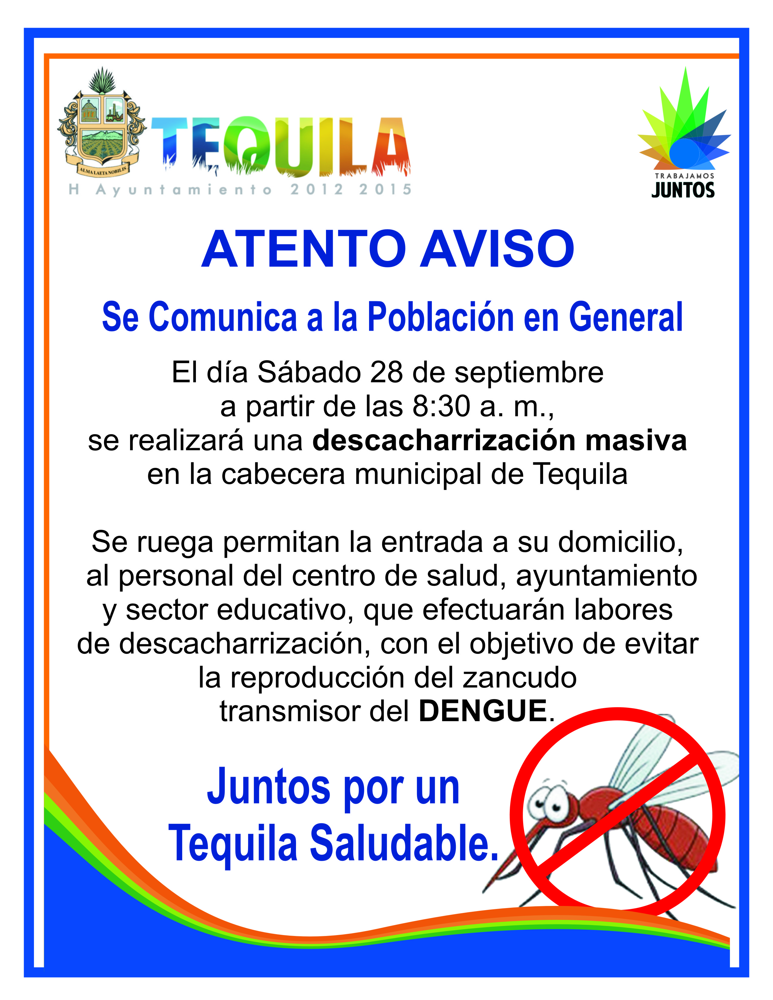 ALMA LAETA NOBILIS
TEQUILA
H Ayuntamiento 2012 2015
TRABAJAMOS
JUNTOS
ATENTO AVISO
Se Comunica a la Población en General
El día Sábado 28 de septiembre
a partir de las 8:30 a. m.,
se realizará una descacharrización masiva
en la cabecera municipal de Tequila
Se ruega permitan la entrada a su domicilio,
al personal del centro de salud, ayuntamiento
y sector educativo, que efectuarán labores
de descacharrización, con el objetivo de evitar
la reproducción del zancudo
transmisor del DENGUE.
Juntos por un
Tequila Saludable.